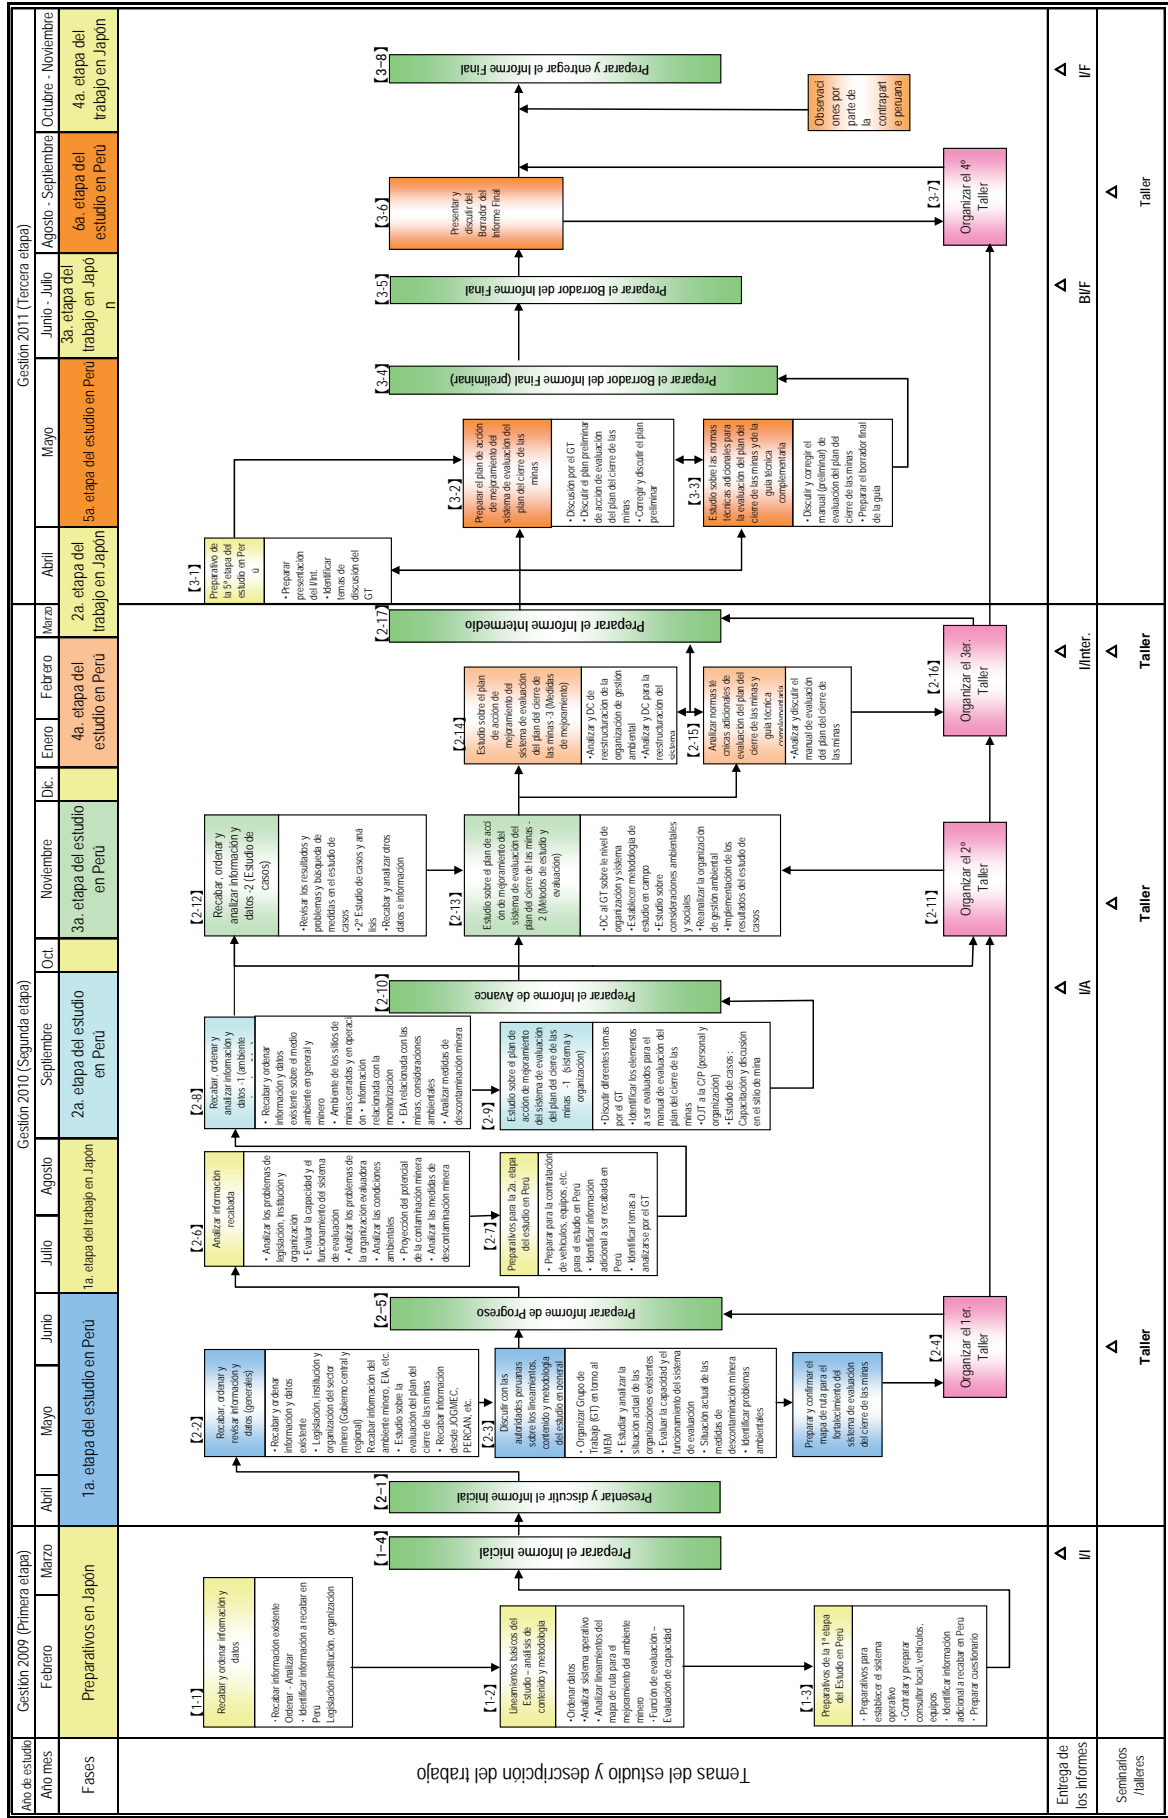 Año de estudio
Gestión 2009 (Primera etapa)
Gestión 2010 (Segunda etapa)
Gestión 2011 (Tercera etapa)
Año mes
Febrero
Marzo
Abril
Mayo
Junio
Julio
Agosto
Septiembre
Oct.
Noviembre
Dic.
Enero
Febrero
Marzo
Abril
Mayo
Junio - Julio
Agosto - Septiembre
Octubre - Noviembre
Fases
Preparativos en Japón
1a. etapa del estudio en Perú
1a. etapa del trabajo en Japón
2a. etapa del estudio
en Perú
3a. etapa del estudio
en Perú
4a. etapa del
estudio en Perú
2a. etapa del
trabajo en Japón
5a. etapa del estudio en Perú
3a. etapa del
trabajo en Japó
n
6a. etapa del
estudio en Perú
4a. etapa del
trabajo en Japón
Temas del estudio y descripción del trabajo
【1-1】
Recabar y ordenar información y
datos
・Recabar información existente
Ordenar - Analizar
・Identificar información a recabar en
Perú
Legislación,institución, organización
【1-2】
Lineamientos básicos del
Estudio – análisis de
contenido y metodología
・Ordenar datos
・Analizar sistema operativo
・Analizar lineamientos del
mapa de ruta para el
mejoramiento del ambiente
minero
・Función de evaluación –
Evaluación de capacidad
【1-3】
Preparativos de la 1ª etapa
del Estudio en Perú
・Preparativos para
establecer el sistema
operativo
・Contratar y preparar
consultor local, vehículos,
equipos
・Identificar información
adicional a recabar en Perú
・Preparar cuestionario
【1-4】
Preparar el Informe Inicial
【2-1】
Presentar y discutir el Informe Inicial
【2-2】
Recabar, ordenar y
revisar información y
datos (generales)
・Recabar y ordenar
información y datos
existente
・Legislación, institución y
organización del sector
minero (Gobierno central y
regional)
Recabar información del
ambiente minero, EIA, etc.
・Estudio sobre la
evaluación del plan del
cierre de las minas
・Recabar información
desde JOGMEC,
PERCAN, etc.
【2-3】
Discutir con las
autoridades peruanas
sobre los lineamientos,
contenido y metodología
del estudio en general
・Organizar Grupo de
Trabajo (GT) en torno al
MEM
・Estudiar y analizar la
situación actual de las
organizaciones existentes
・Evaluar la capacidad y el
funcionamiento del sistema
de evaluación
・Situación actual de las
medidas de
descontaminación minera
・Identificar problemas
ambientales
Preparar y confirmar el
mapa de ruta para el
fortalecimiento del
sistema de evaluación
del cierre de las minas
【2-4】
Organizar el 1er.
Taller
【2-5】
Preparar Informe de Progreso
【2-6】
Analizar información
recabada
・Analizar los problemas de
legislación, institución y
organización
・Evaluar la capacidad y el
funcionamiento del sistema
de evaluación
・Analizar los problemas de
la organización evaluadora
・Analizar las condiciones
ambientales
・Proyección del potencial
de la contaminación minera
・Analizar las medidas de
descontaminación minera
【2-7】
Preparativos para la 2a. etapa
del estudio en Perú
・Preparar para la contratación
de vehículos, equipos, etc.
para el estudio en Perú
・Identificar información
adicional a ser recabada en
Perú
・Identificar temas a
analizarse por el GT
【2-8】
Recabar, ordenar y
analizar información y
datos -1 (ambiente
・Recabar y ordenar
información y datos
existente sobre el medio
ambiente en general y
minero
・Ambiente de los sitios de
minas cerradas y en operaci
ón ・Información
relacionada con la
monitorización
・EIA relacionada con las
minas, consideraciones
ambientales
・Analizar medidas de
descontaminación minera
【2-9】
Estudio sobre el plan de
acción de mejoramiento
del sistema de evaluación
del plan del cierre de las
minas -1 (sistema y
organización)
・Discutir diferentes temas
por el GT
・Identificar los elementos
a ser evaluados para el
manual de evaluación del
plan del cierre de las
minas
・OJT a la C/P (personal y
organización)
・Estudio de casos :
Capacitación y discusión
en el sitio de mina
【2-10】
Preparar el Informe de Avance
【2-11】
Organizar el 2º
Taller
【2-12】
Recabar, ordenar y
analizar información y
datos -2 (Estudio de
casos)
・Revisar los resultados y
problemas y búsqueda de
medidas en el estudio de
casos
・2º Estudio de casos y aná
lisis
・Recabar y analizar otros
datos e información
【2-13】
Estudio sobre el plan de acci
ón de mejoramiento del
sistema de evaluación del
plan del cierre de las minas -
2 (Métodos de estudio y
evaluación)
・DC al GT sobre le nivel de
organización y sistema
・Establecer metodología de
estudio en campo
・Estudio sobre
consideraciones ambientales
y sociales
・Reanalizar la organización
de gestión ambiental
・Implementación de los
resultados del estudio de
casos
【2-14】
Estudio sobre el plan
de acción de
mejoramiento del
sistema de evaluación
del plan del cierre de
las minas -3 (Medidas
de mejoramiento)
・Analizar y DC de
reestructuración de la
organización de gestión
ambiental
・Analizar y DC para la
reestructuración del
sistema
【2-15】
Analizar normas té
cnicas adicionales de
evaluación del plan del
cierre de las minas y
guía técnica
complementaria
・Analizar y discutir el
manual de evaluación
del plan del cierre de
las minas
【2-16】
Organizar el 3er.
Taller
【2-17】
Preparar el Informe Intermedio
【3-1】
Preparativo de
la 5ª etapa del
estudio en Per
ú
・Preparar
presentación
del I/Int.
・Identificar
temas de
discusión del
GT
【3-2】
Preparar el plan de acción
de mejoramiento del
sistema de evaluación del
plan del cierre de las
minas
・Discusión por el GT
・Discutir el plan preliminar
de acción de evaluación
del plan del cierre de las
minas
・Corregir y discutir el plan
preliminar
【3-3】
Estudio sobre las normas
técnicas adicionales para
la evaluación del plan del
cierre de las minas y de la
guía técnica
complementaria
・Discutir y corregir el
manual (preliminar) de
evaluación del plan del
cierre de las minas
・Preparar el borrador final
de la guía
【3-4】
Preparar el Borrador del Informe Final (preliminar)
【3-5】
Preparar el Borrador del Informe Final
【3-6】
Presentar y
discutir del
Borrador del
Informe Final
【3-7】
Organizar el 4º
Taller
Observaci
ones por
parte de
la
contrapart
e peruana
【3-8】
Preparar y entregar el Informe Final
Entrega de
los informes
△
I/I
△
I/A
△
I/Inter.
△
BI/F
△
I/F
Seminarios
/talleres
△
Taller
△
Taller
△
Taller
△
Taller